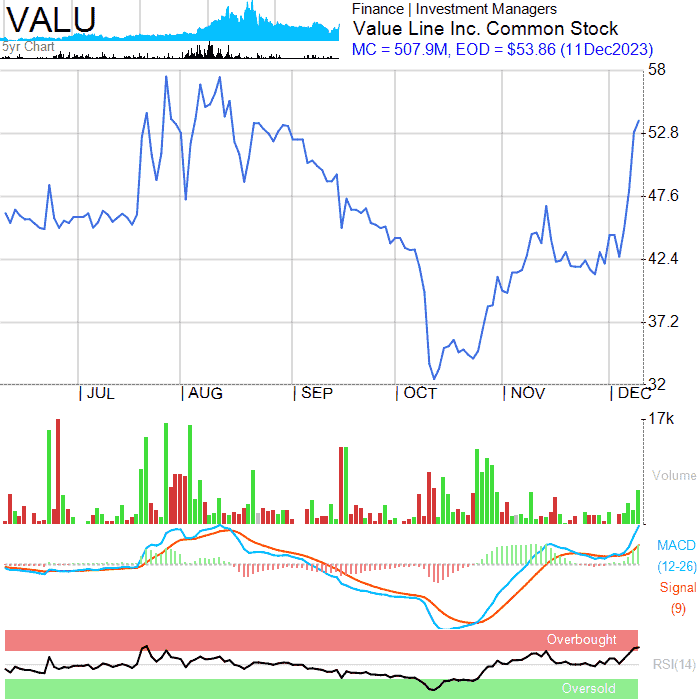 VALU
5yr Chart
Finance | Investment Managers
Value Line Inc. Common Stock
MC = 507.9M, EOD = $53.86 (11Dec2023)
58
52.8
47.6
42.4
37.2
32
JUL
AUG
SEP
OCT
NOV
DEC
17k
Volume
MACD
(12-26)
Signal
(9)
Overbought
RSI(14)
Oversold